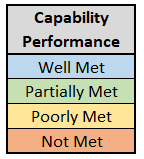 Capability
Performance
Well Met
Partially Met
Poorly Met
Not Met